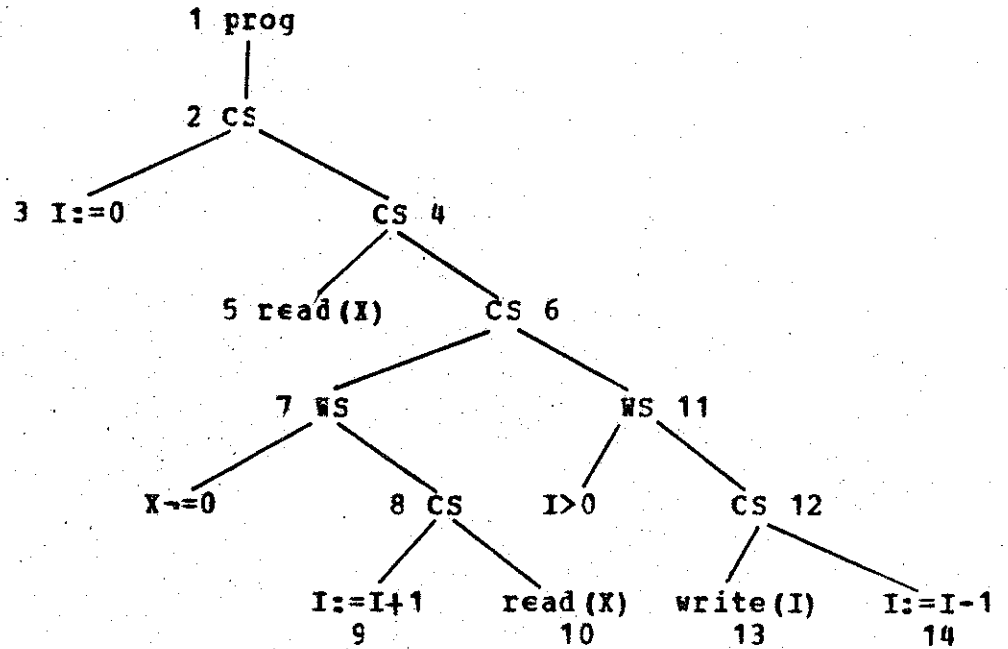 1 prog
2 CS
3 I:=0 CS 4
5 read(X) CS 6
7 WS WS 11
X¬=0 8 CS I>0 CS 12
I:=I+1 read(X) write(I) I:=I-1
9 10 13 14